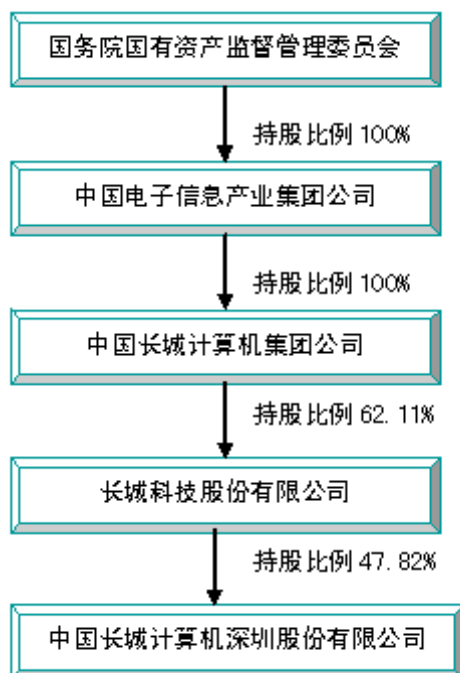 国务院国有资产监督管理委员会
持股比例 100%
中国电子信息产业集团公司
持股比例 100%
中国长城计算机集团公司
持股比例 62.11%
长城科技股份有限公司
持股比例 47.82%
中国长城计算机深圳股份有限公司